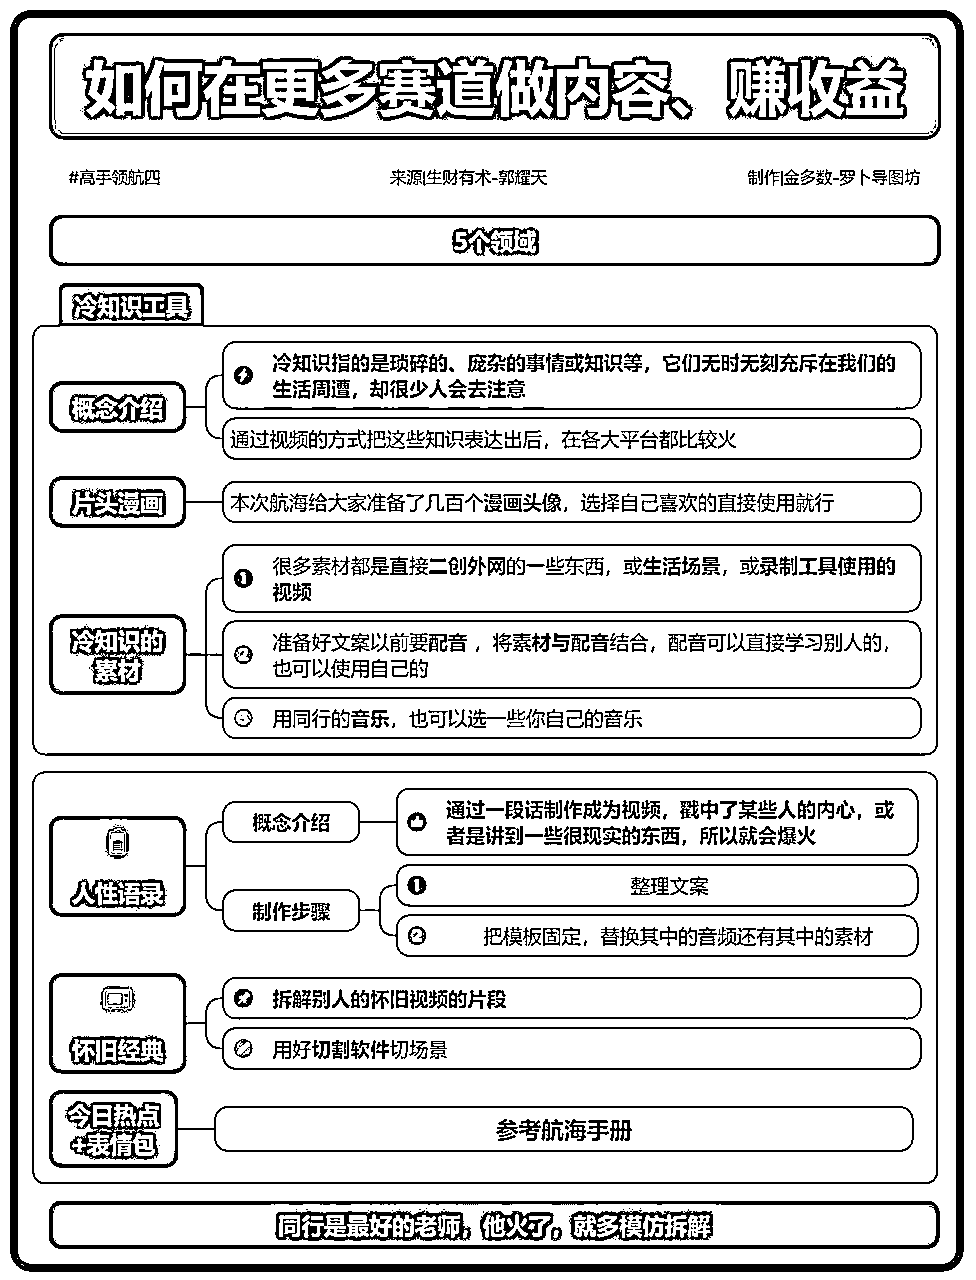 如何在更多赛道做内容、赚收益
#高手领航四
来源|生财有术-郭耀天
制作|金多数-罗卜导图坊
5个领域
冷知识工具
概念介绍
冷知识指的是琐碎的、庞杂的事情或知识等，它们无时无刻充斥在我们的
生活周遭，却很少人会去注意
通过视频的方式把这些知识表达出后，在各大平台都比较火
片头漫画
本次航海给大家准备了几百个漫画头像，选择自己喜欢的直接使用就行
冷知识的
素材
1
很多素材都是直接二创外网的一些东西，或生活场景，或录制工具使用的
视频
2
准备好文案以前要配音 ，将素材与配音结合，配音可以直接学习别人的，
也可以使用自己的
用同行的音乐，也可以选一些你自己的音乐
人性语录
概念介绍
通过一段话制作成为视频，戳中了某些人的内心，或
者是讲到一些很现实的东西，所以就会爆火
制作步骤
1
整理文案
2
把模板固定，替换其中的音频还有其中的素材
怀旧经典
拆解别人的怀旧视频的片段
用好切割软件切场景
今日热点
+表情包
参考航海手册
同行是最好的老师，他火了，就多模仿拆解